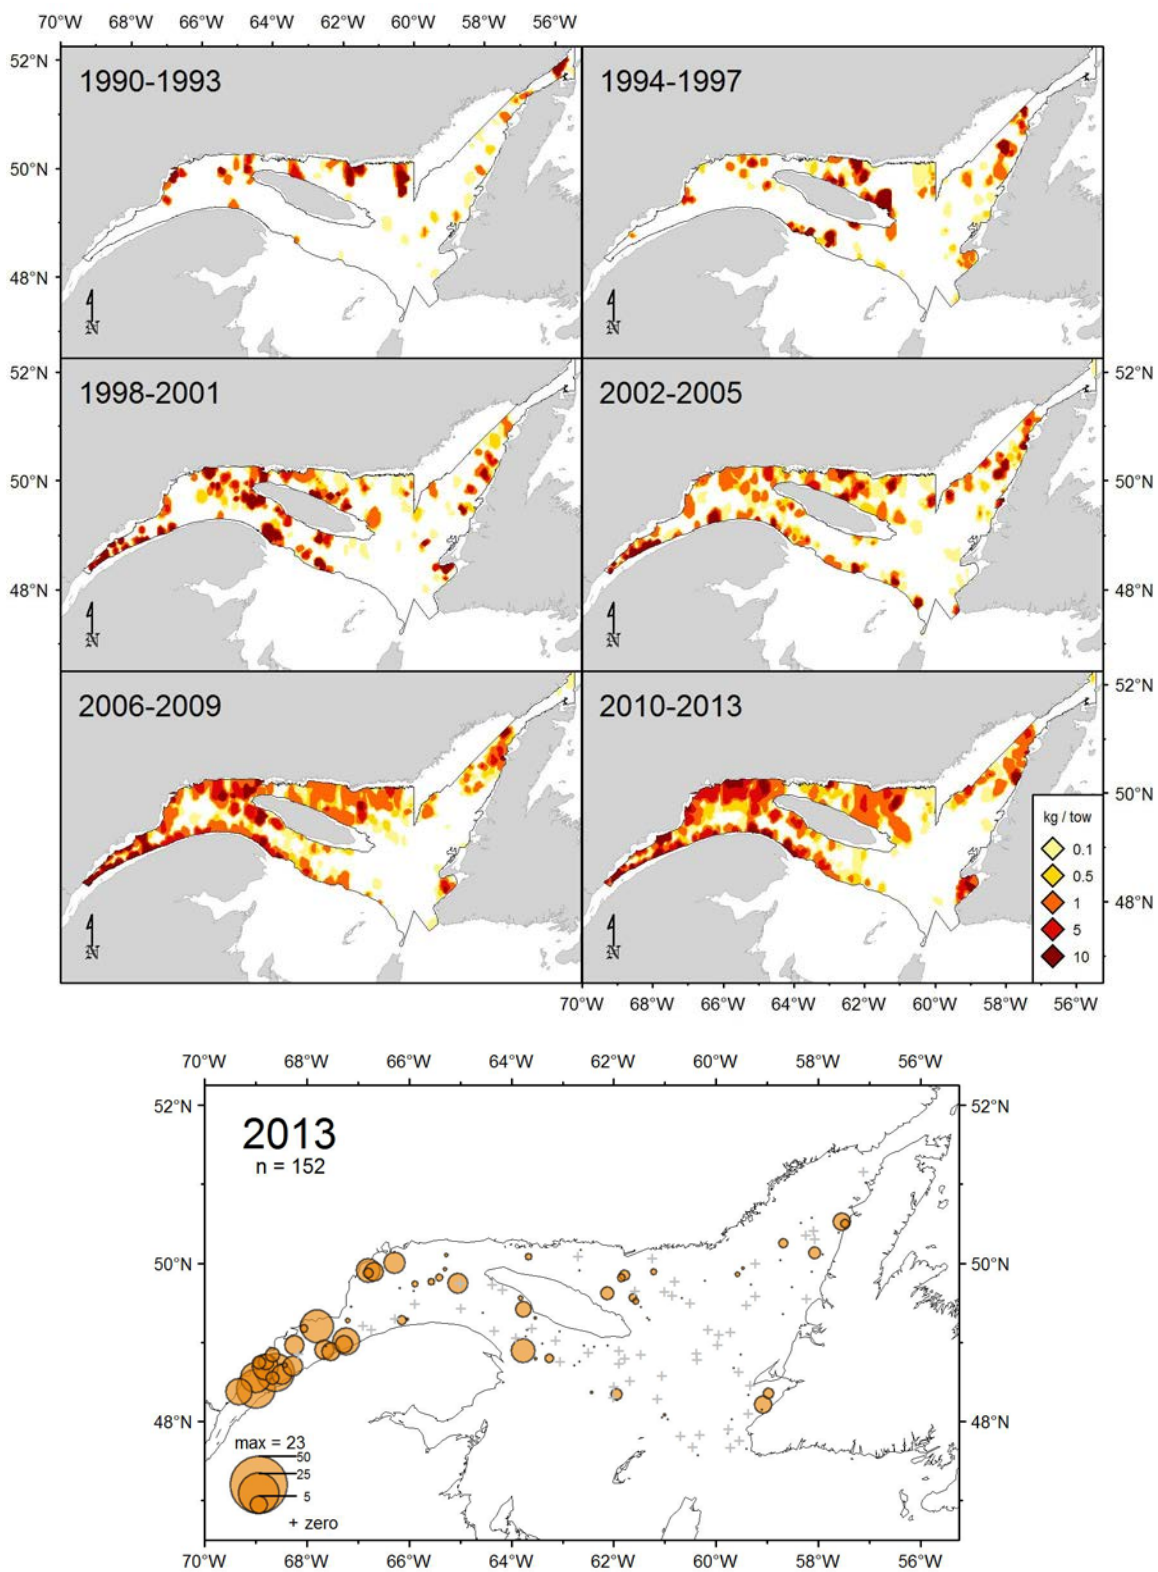 70°W 68°W 66°W 64°W 62°W 60°W 58°W 56°W
52°N 1990-1993 1994-1997
50°N
48°N
N N
1998-2001 2002-2005 52°N 52°N
50°N 50°N
48°N 48°N
N N
2006-2009 2010-2013 52°N
50°N
kg / tow
0.1
0.5
1 48°N
5
10
N N
70°W 68°W 66°W 64°W 62°W 60°W 58°W 56°W
70°W 68°W 66°W 64°W 62°W 60°W 58°W 56°W
52°N 2013 52°N
n = 152
50°N 50°N
48°N 48°N
max = 23
50
25
5
+ zero
70°W 68°W 66°W 64°W 62°W 60°W 58°W 56°W